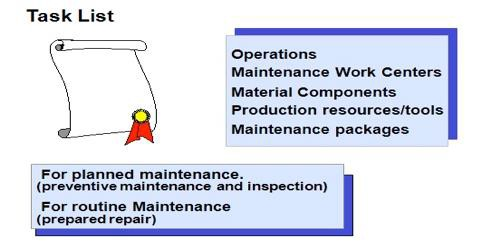 Task List
Operations
Maintenance Work Centers
Material Components
Production resources/tools
Maintenance packages
For planned maintenance.
(preventive maintenance and inspection)
For routine Maintenance
(prepared repair)